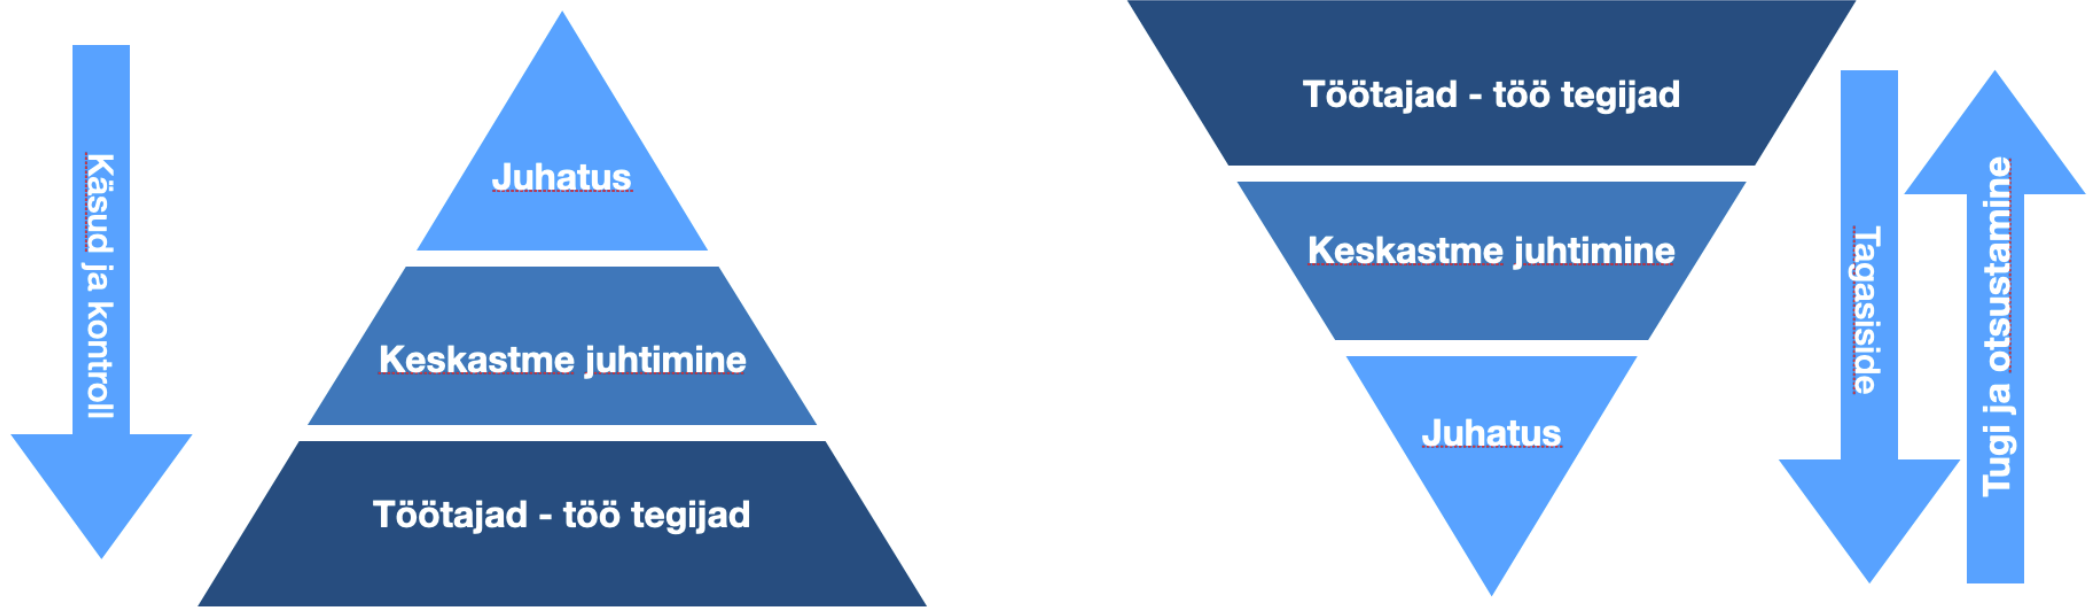 Käsud ja kontroll
Juhatus
Keskastme juhtimine
Töötajad - töö tegijad
Töötajad - töö tegijad
Keskastme juhtimine
Juhatus
Tagasiside
Tugi ja otsustamine